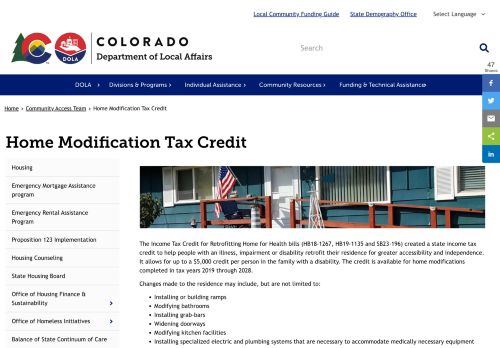 Local Community Funding Guide State Demography Office Select Language
COLORADO
Department of Local Affairs
DOLA
Search
47
Shares
DOLA Divisions & Programs Individual Assistance Community Resources Funding & Technical Assistance
Home › Community Access Team › Home Modification Tax Credit
Home Modification Tax Credit
Housing
Emergency Mortgage Assistance
program
Emergency Rental Assistance
Program
Proposition 123 Implementation
Housing Counseling
State Housing Board
Office of Housing Finance &
Sustainability
Office of Homeless Initiatives
Balance of State Continuum of Care
The Income Tax Credit for Retrofitting Home for Health bills (HB18-1267, HB19-1135 and SB23-196) created a state income tax
credit to help people with an illness, impairment or disability retrofit their residence for greater accessibility and independence.
It allows for up to a $5,000 credit per person in the family with a disability. The credit is available for home modifications
completed in tax years 2019 through 2028.
Changes made to the residence may include, but are not limited to:
• Installing or building ramps
• Modifying bathrooms
• Installing grab-bars
• Widening doorways
• Modifying kitchen facilities
• Installing specialized electric and plumbing systems that are necessary to accommodate medically necessary equipment